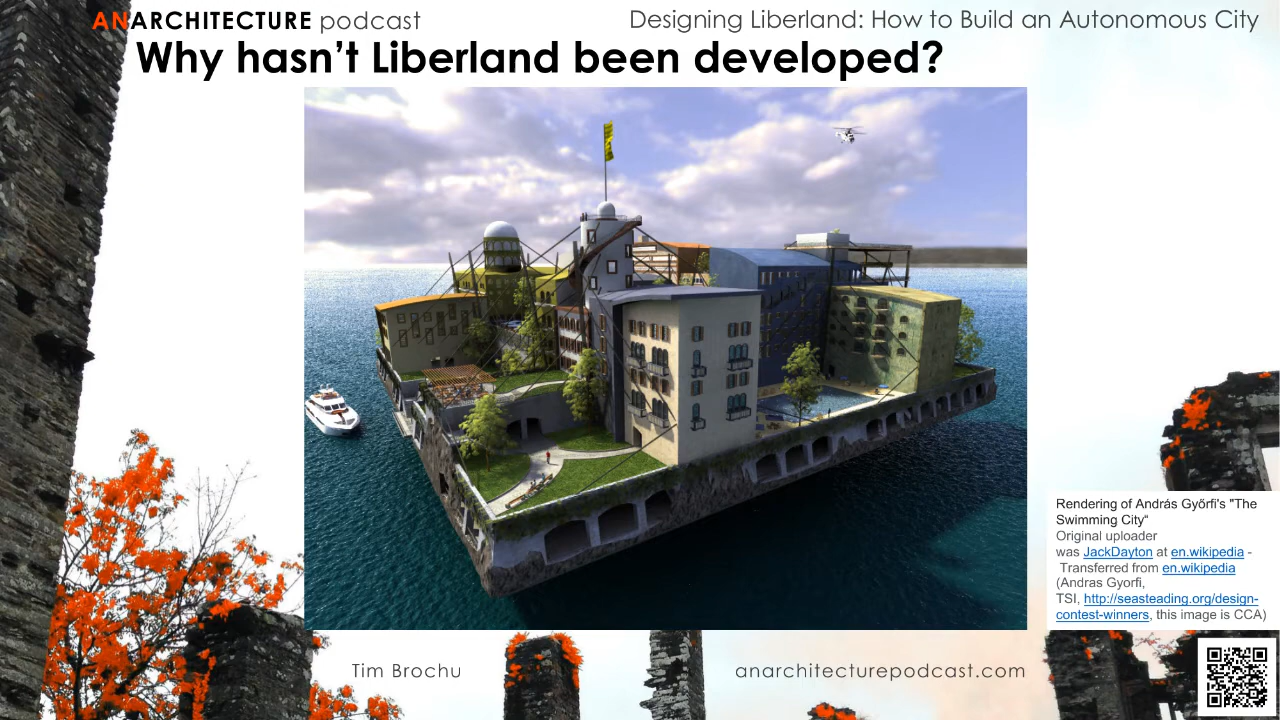 ANARCHITECTURE podcast
Designing Liberland: How to Build an Autonomous City
Why hasn’t Liberland been developed?
Rendering of András Győrfi's "The
Swimming City"
Original uploader
was JackDayton at en.wikipedia -
Transferred from en.wikipedia
(Andras Gyorfi,
TSI, http://seasteading.org/design-
contest-winners, this image is CCA)
Tim Brochu
anarchitecturepodcast.com